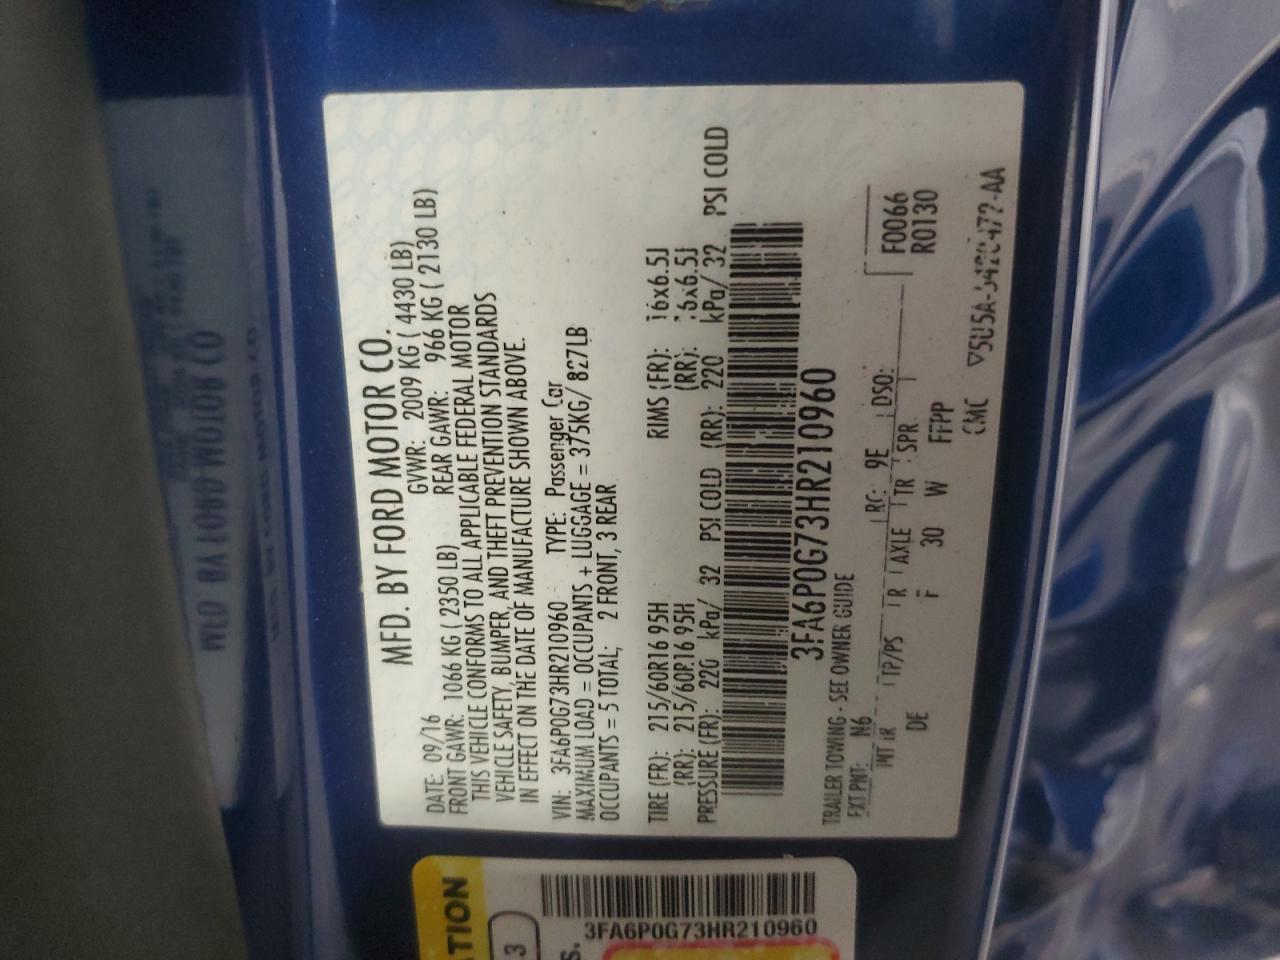 MFD. BY FORD MOTOR CO.
DATE: 09/16 GVWR: 2009 KG ( 4430 LB)
FRONT GAWR: 1066 KG ( 2350 LB) REAR GAWR: 966 KG ( 2130 LB)
THIS VEHICLE CONFORMS TO ALL APPLICABLE FEDERAL MOTOR
VEHICLE SAFETY, BUMPER, AND THEFT PREVENTION STANDARDS
IN EFFECT ON THE DATE OF MANUFACTURE SHOWN ABOVE.
VIN: 3FA6P0G73HR210960 TYPE: Passenger Car
MAXIMUM LOAD = OCCUPANTS + LUGGAGE = 375KG/ 827LB
OCCUPANTS = 5 TOTAL; 2 FRONT, 3 REAR
TIRE (FR): 215/60R16 95H RIMS (FR): 16x6.5J
(RR): 215/60R16 95H (RR): 16x6.5J
PRESSURE (FR): 220 kPa/ 32 PSI COLD (RR): 220 kPa/ 32 PSI COLD
3FA6P0G73HR210960
TRAILER TOWING - SEE OWNER GUIDE
EXT PNT: N6 RC: 9E DSO: F0066
INT TR TP/PS R AXLE TR SPR R0130
DE F 30 W FFPP
CMC
3FA6P0G73HR210960
3